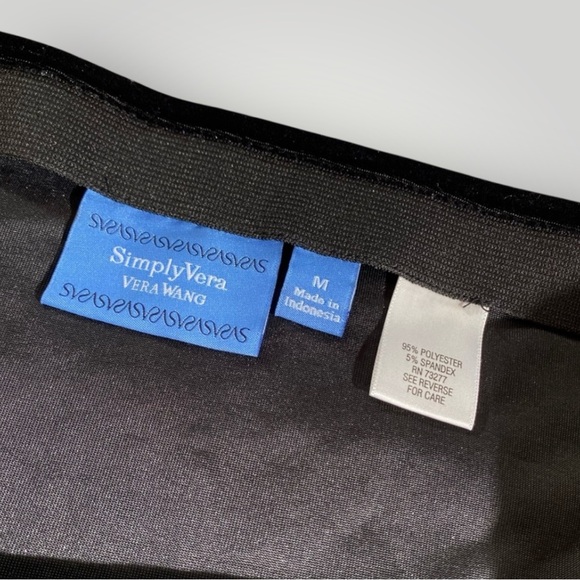 SimplyVera
VERA WANG
M
Made in
Indonesia
95% POLYESTER
5% SPANDEX
RN 73277
SEE REVERSE
FOR CARE